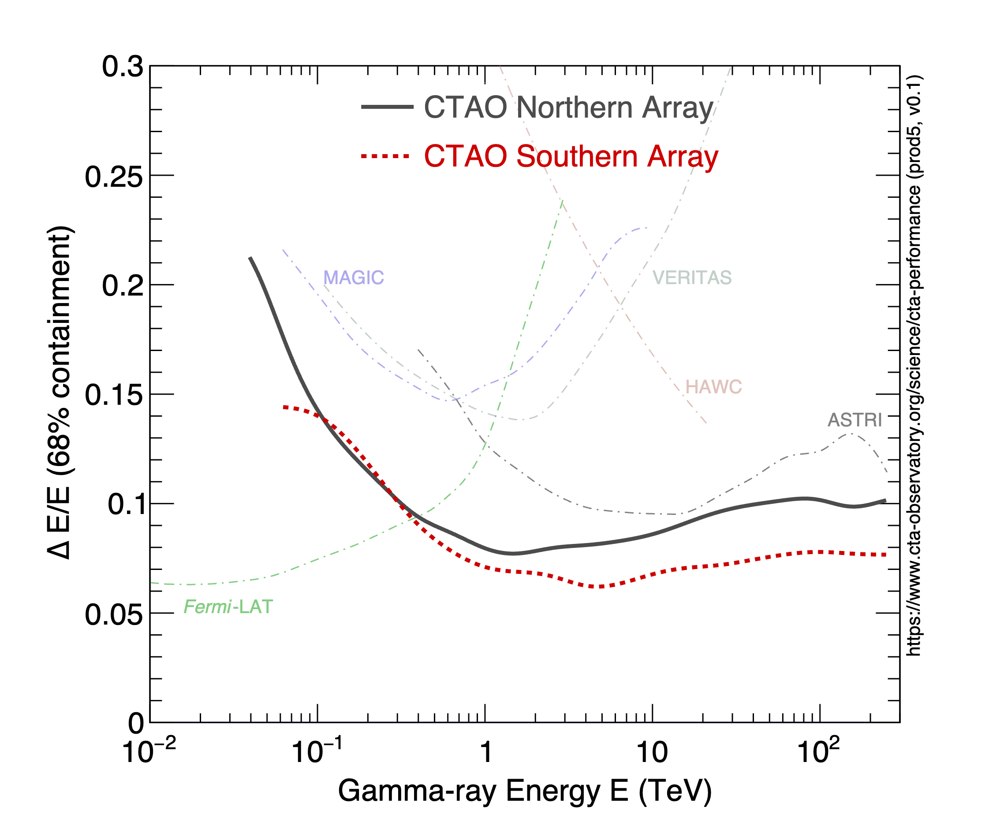 0.3
0.25
0.2
0.15
0.1
0.05
0
Δ E/E (68% containment)
CTAO Northern Array
CTAO Southern Array
MAGIC
VERITAS
HAWC
ASTRI
Fermi-LAT
10⁻²
10⁻¹
1
10
10²
Gamma-ray Energy E (TeV)
https://www.cta-observatory.org/science/cta-performance (prod5, v0.1)